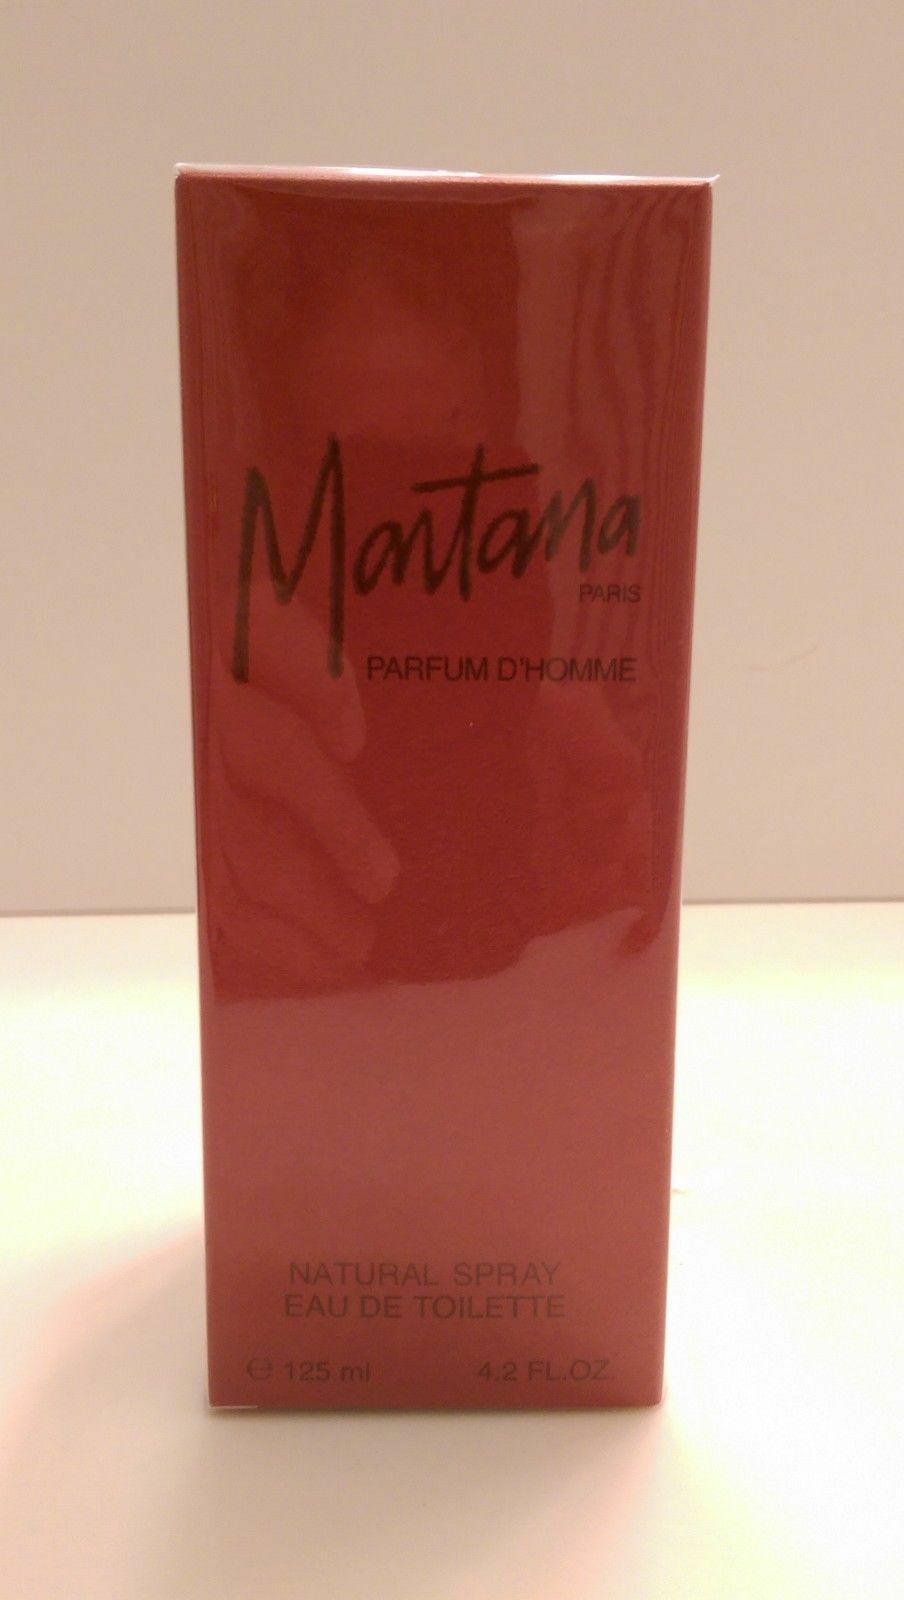 Montana
PARIS
PARFUM D'HOMME
NATURAL SPRAY
EAU DE TOILETTE
℮ 125 ml 4.2 FL.OZ.